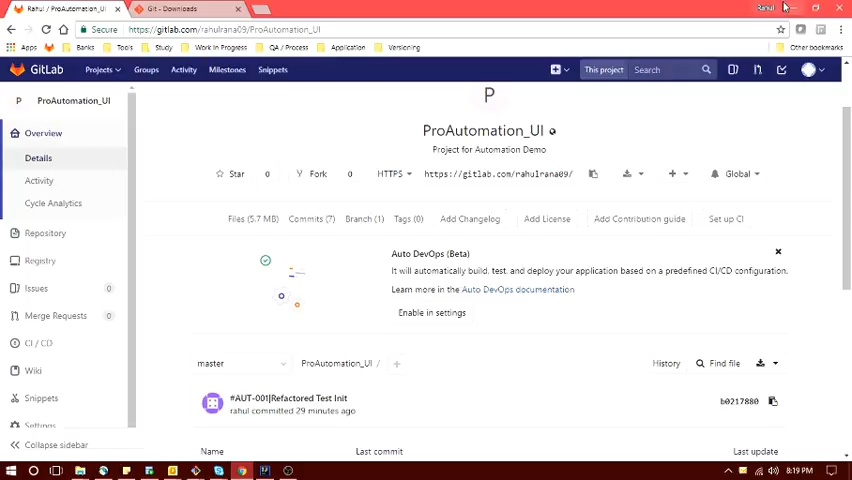 Rahul / ProAutomation_UI
Git - Downloads
Rahul
Secure
https://gitlab.com/rahulrana09/ProAutomation_UI
Apps
Banks
Tools
Study
Work In Progress
QA / Process
Application
Versioning
Other bookmarks
GitLab
Projects
Groups
Activity
Milestones
Snippets
This project
Search
P ProAutomation_UI
Overview
Details
Activity
Cycle Analytics
Repository
Registry
Issues 0
Merge Requests 0
CI / CD
Wiki
Snippets
Settings
Collapse sidebar
P
ProAutomation_UI
Project for Automation Demo
Star 0
Fork 0
HTTPS
https://gitlab.com/rahulrana09/
Global
Files (5.7 MB)
Commits (7)
Branch (1)
Tags (0)
Add Changelog
Add License
Add Contribution guide
Set up CI
Auto DevOps (Beta)
It will automatically build, test, and deploy your application based on a predefined CI/CD configuration.
Learn more in the Auto DevOps documentation
Enable in settings
master
ProAutomation_UI /
History
Find file
#AUT-001|Refactored Test Init
rahul committed 29 minutes ago
b0217880
Name
Last commit
Last update
8:19 PM